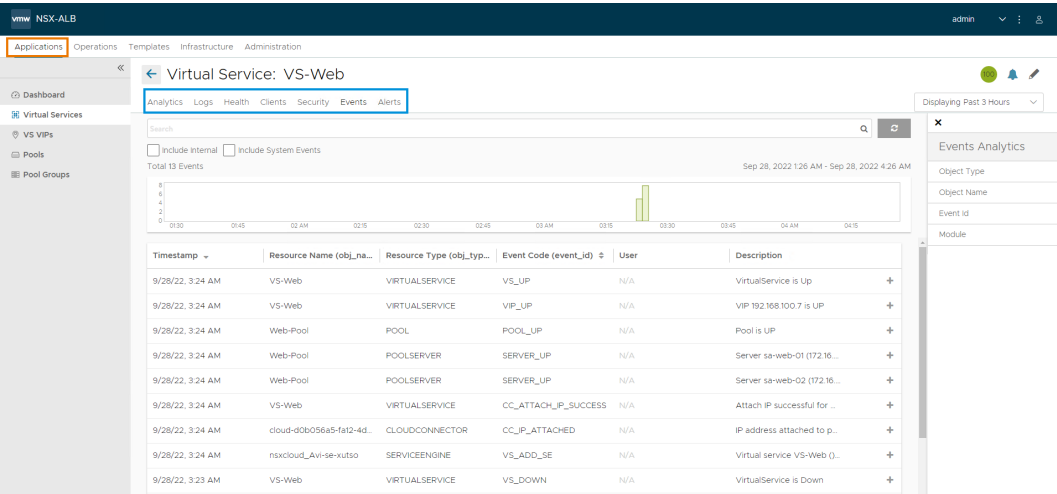 vmw NSX-ALB admin
Applications Operations Templates Infrastructure Administration
Virtual Service: VS-Web 100
Dashboard
Virtual Services
VS VIPs
Pools
Pool Groups
Analytics Logs Health Clients Security Events Alerts
Displaying Past 3 Hours
Search
Include Internal Include System Events
Total 13 Events Sep 28, 2022 1:26 AM - Sep 28, 2022 4:26 AM
8
6
4
2
0
01:30 01:45 02 AM 02:15 02:30 02:45 03 AM 03:15 03:30 03:45 04 AM 04:15
Events Analytics
Object Type
Object Name
Event Id
Module
Timestamp Resource Name (obj_na... Resource Type (obj_typ... Event Code (event_id) User Description
9/28/22, 3:24 AM VS-Web VIRTUALSERVICE VS_UP N/A VirtualService is Up
9/28/22, 3:24 AM VS-Web VIRTUALSERVICE VIP_UP N/A VIP 192.168.100.7 is UP
9/28/22, 3:24 AM Web-Pool POOL POOL_UP N/A Pool is UP
9/28/22, 3:24 AM Web-Pool POOLSERVER SERVER_UP N/A Server sa-web-01 (172.16....
9/28/22, 3:24 AM Web-Pool POOLSERVER SERVER_UP N/A Server sa-web-02 (172.16....
9/28/22, 3:24 AM VS-Web VIRTUALSERVICE CC_ATTACH_IP_SUCCESS N/A Attach IP successful for ...
9/28/22, 3:24 AM cloud-d0b056a5-fa12-4d... CLOUDCONNECTOR CC_IP_ATTACHED N/A IP address attached to p...
9/28/22, 3:24 AM nsxcloud_Avi-se-xutso SERVICEENGINE VS_ADD_SE N/A Virtual service VS-Web ()...
9/28/22, 3:23 AM VS-Web VIRTUALSERVICE VS_DOWN N/A VirtualService is Down